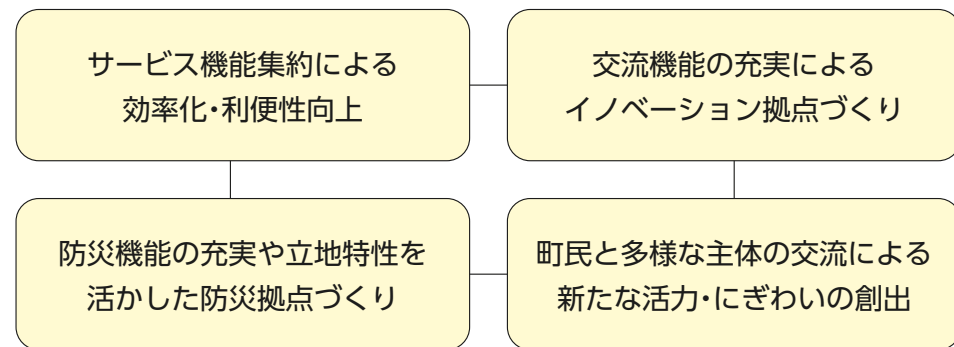 サービス機能集約による
効率化・利便性向上
交流機能の充実による
イノベーション拠点づくり
防災機能の充実や立地特性を
活かした防災拠点づくり
町民と多様な主体の交流による
新たな活力・にぎわいの創出